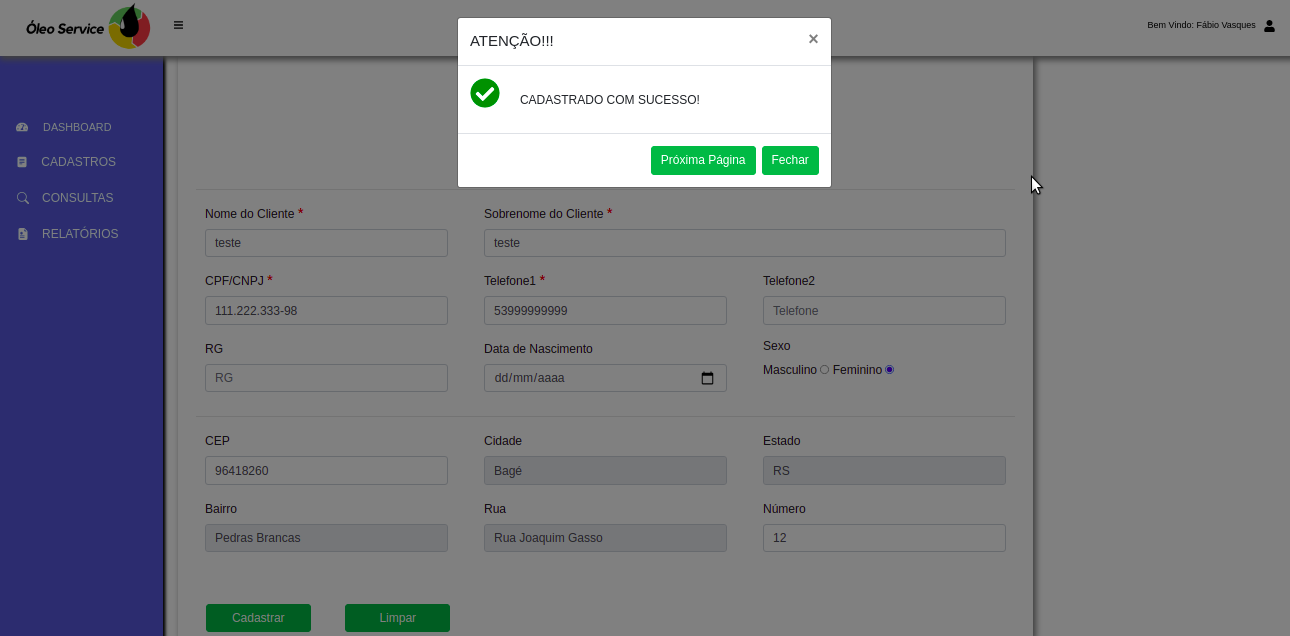 Óleo Service
Bem Vindo: Fábio Vasques
ATENÇÃO!!!
×
CADASTRADO COM SUCESSO!
Próxima Página Fechar
DASHBOARD
CADASTROS
CONSULTAS
RELATÓRIOS
Nome do Cliente * Sobrenome do Cliente *
teste teste
CPF/CNPJ * Telefone1 * Telefone2
111.222.333-98 53999999999 Telefone
RG Data de Nascimento Sexo
RG dd/mm/aaaa Masculino Feminino
CEP Cidade Estado
96418260 Bagé RS
Bairro Rua Número
Pedras Brancas Rua Joaquim Gasso 12
Cadastrar Limpar